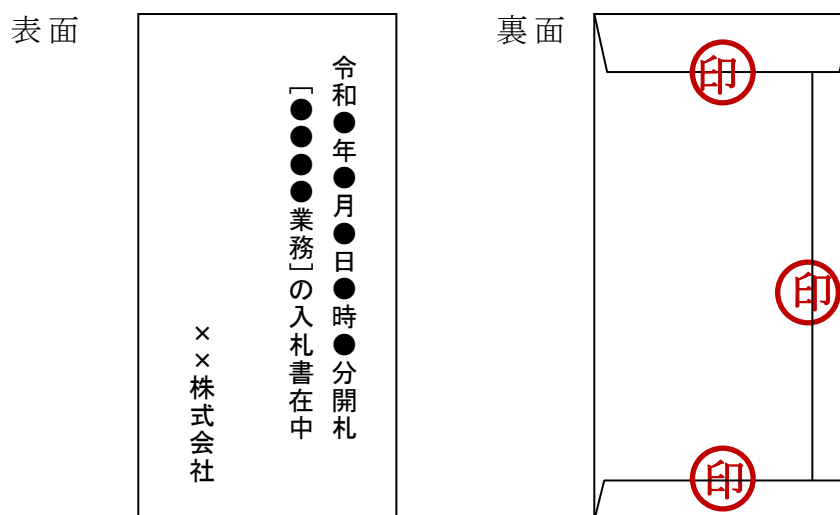 表面
令和●年●月●日●時●分開札
［●●●●業務］の入札書在中
××株式会社
裏面
印
印
印